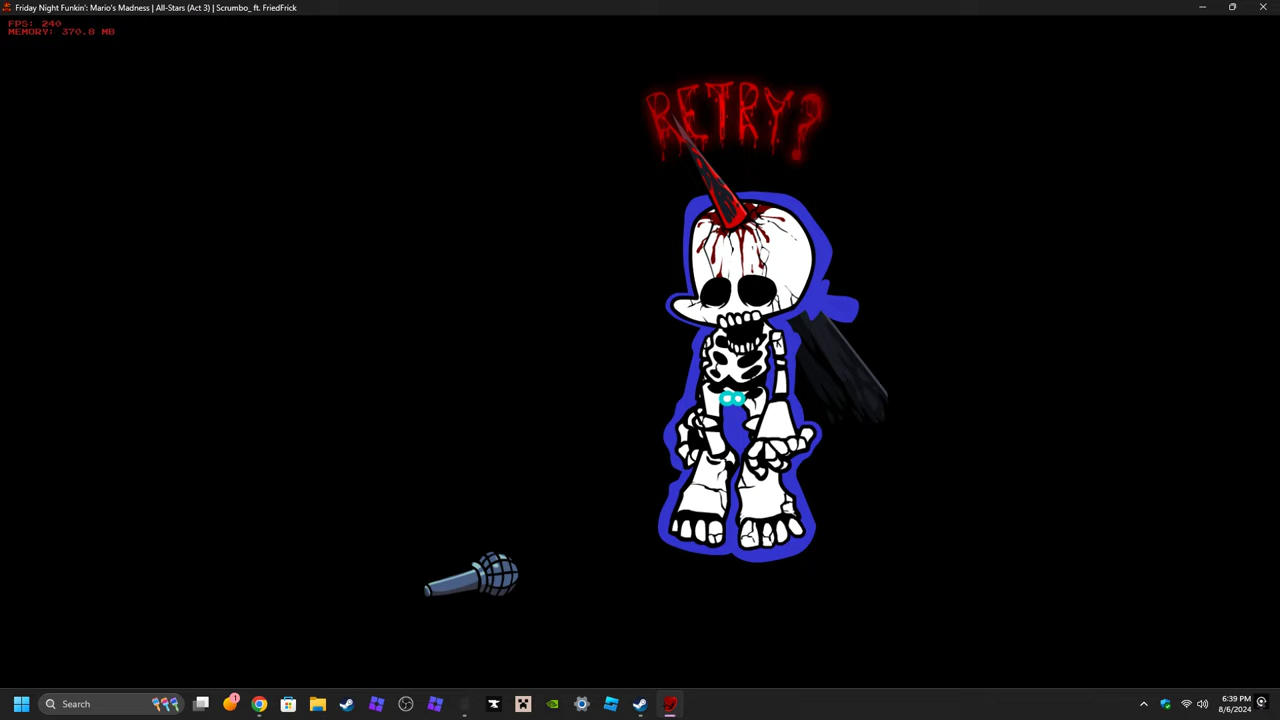 Friday Night Funkin': Mario's Madness | All-Stars (Act 3) | Scrumbo_ ft. FriedFrick
FPS: 240
MEMORY: 370.8 MB
RETRY?
Search
1
6:39 PM
8/6/2024